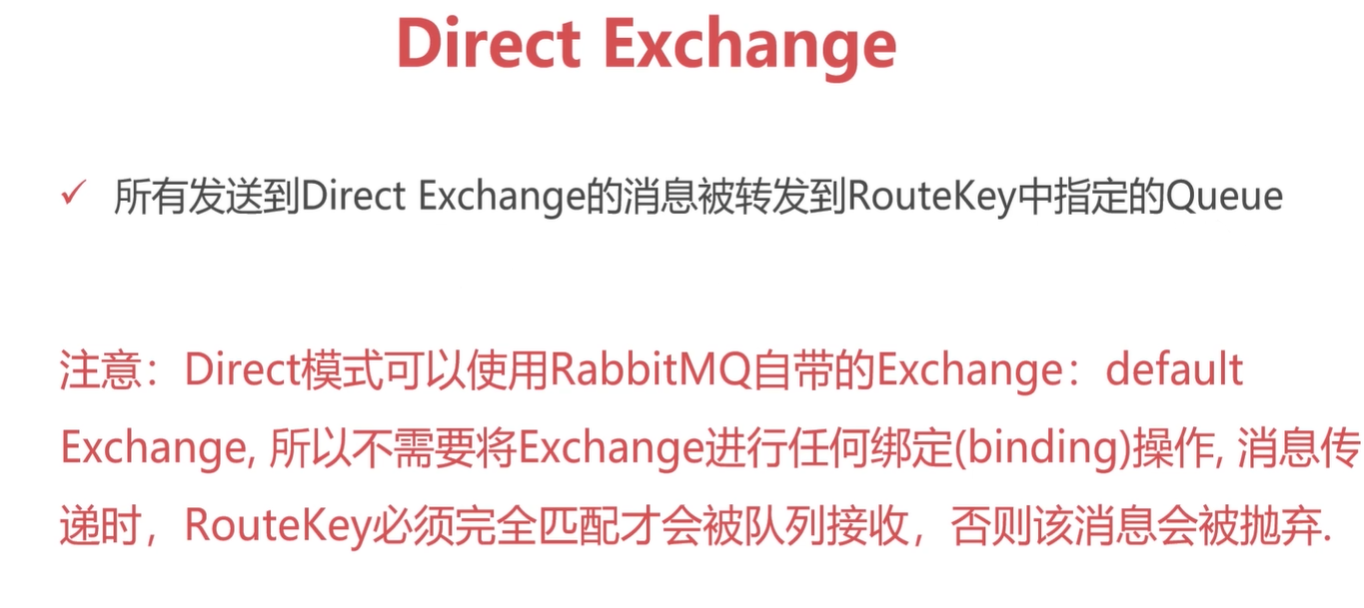 Direct Exchange
✓ 所有发送到Direct Exchange的消息被转发到RouteKey中指定的Queue
注意：Direct模式可以使用RabbitMQ自带的Exchange：default
Exchange, 所以不需要将Exchange进行任何绑定(binding)操作, 消息传
递时，RouteKey必须完全匹配才会被队列接收，否则该消息会被抛弃.